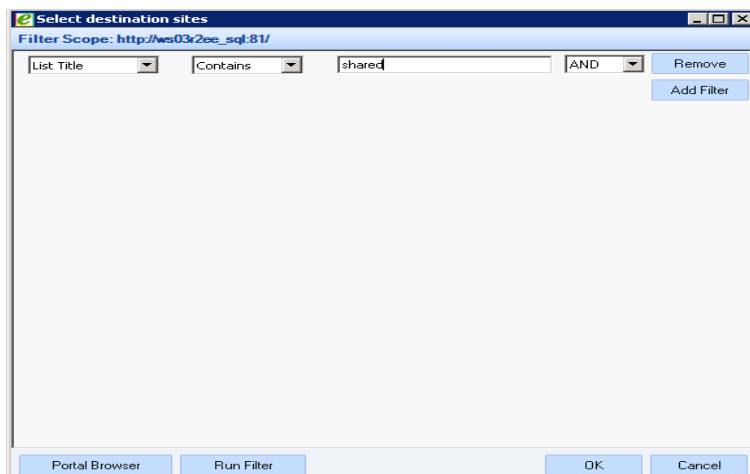 Select destination sites
Filter Scope: http://ws03r2ee_sql:81/
List Title Contains shared AND Remove
Add Filter
Portal Browser Run Filter OK Cancel